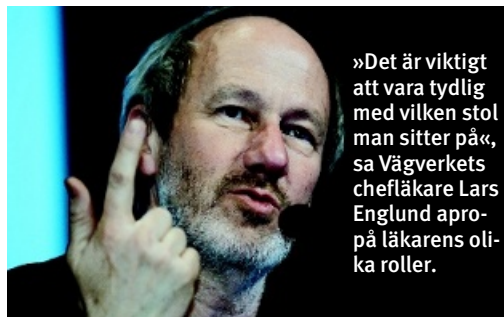 »Det är viktigt
att vara tydlig
med vilken stol
man sitter på«,
sa Vägverkets
chefläkare Lars
Englund apro-
på läkarens oli-
ka roller.